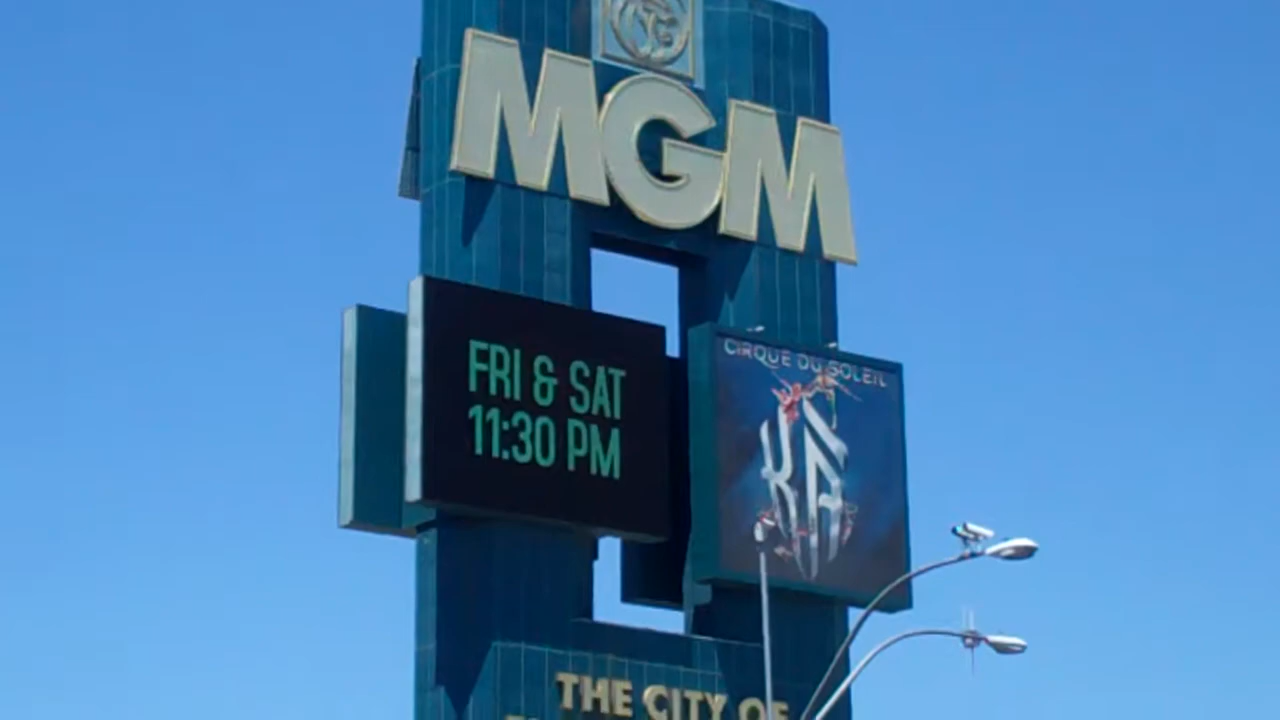 MGM
FRI & SAT
11:30 PM
CIRQUE DU SOLEIL
KÀ
THE CITY OF